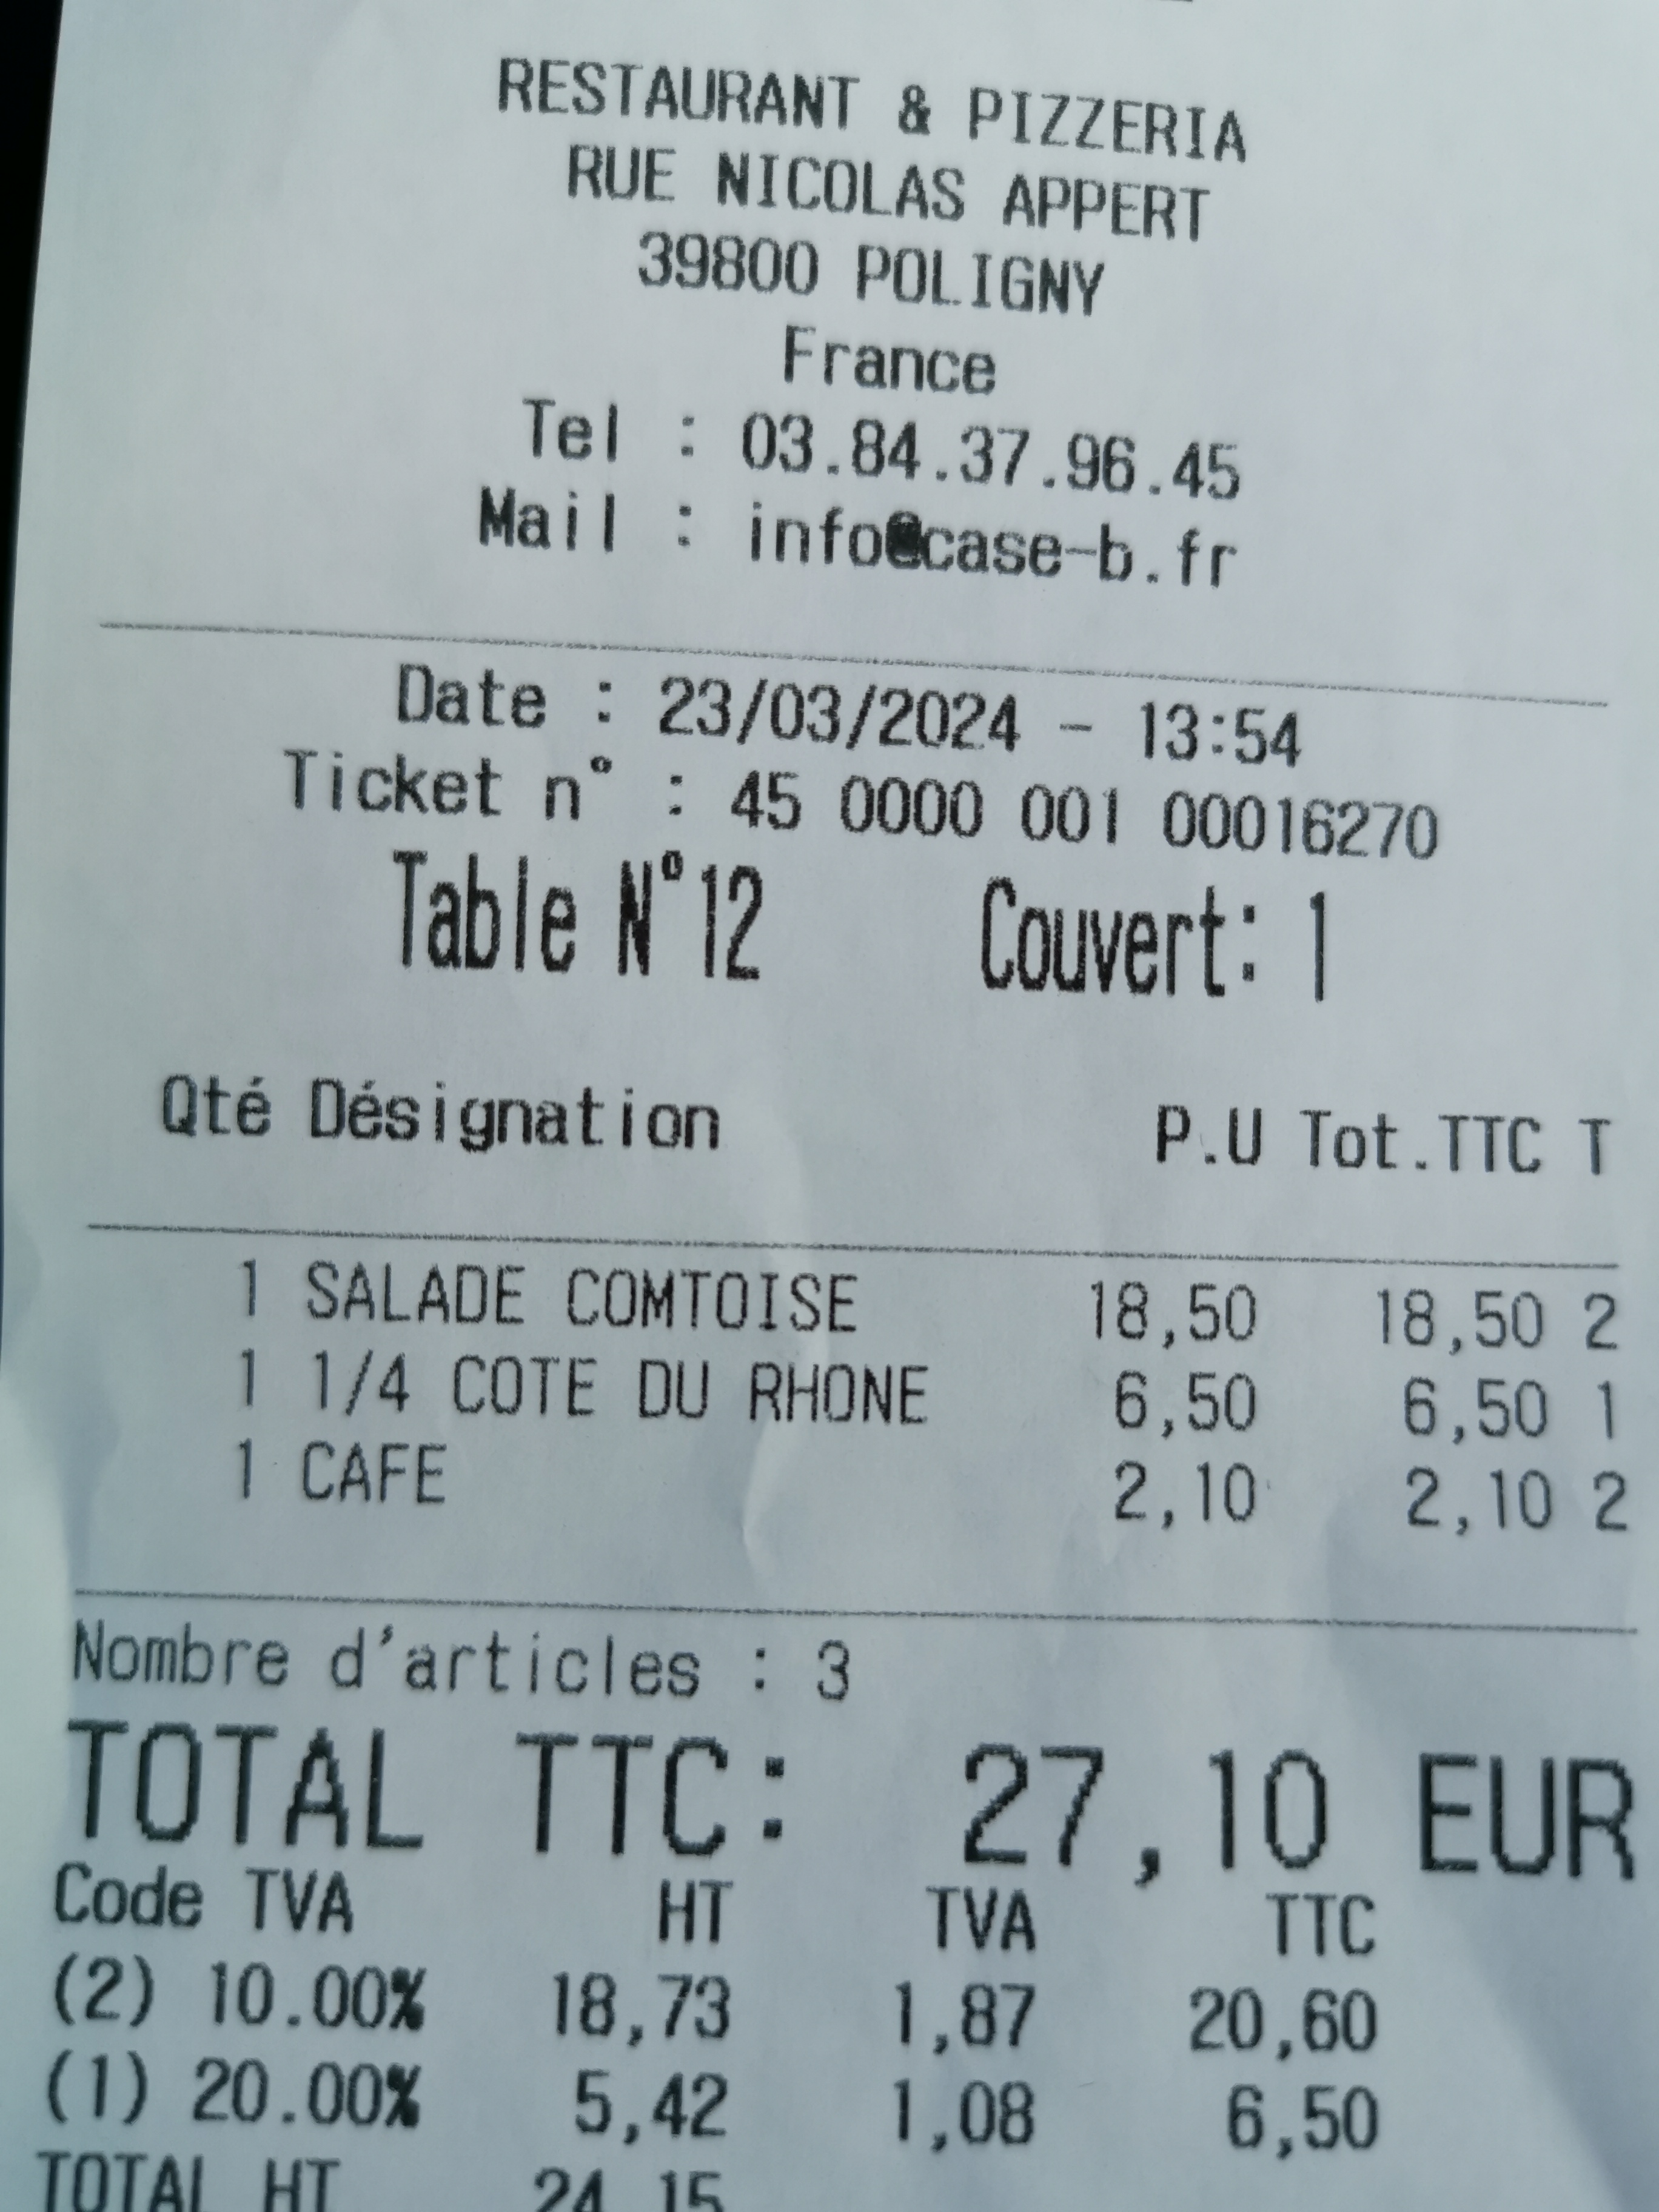 RESTAURANT & PIZZERIA
RUE NICOLAS APPERT
39800 POLIGNY
France
Tel : 03.84.37.96.45
Mail : info@case-b.fr
Date : 23/03/2024 - 13:54
Ticket n° : 45 0000 001 00016270
Table N°12 Couvert: 1
Qté Désignation P.U Tot.TTC T
1 SALADE COMTOISE 18,50 18,50 2
1 1/4 COTE DU RHONE 6,50 6,50 1
1 CAFE 2,10 2,10 2
Nombre d'articles : 3
TOTAL TTC: 27,10 EUR
Code TVA HT TVA TTC
(2) 10.00% 18,73 1,87 20,60
(1) 20.00% 5,42 1,08 6,50
TOTAL HT 24,15